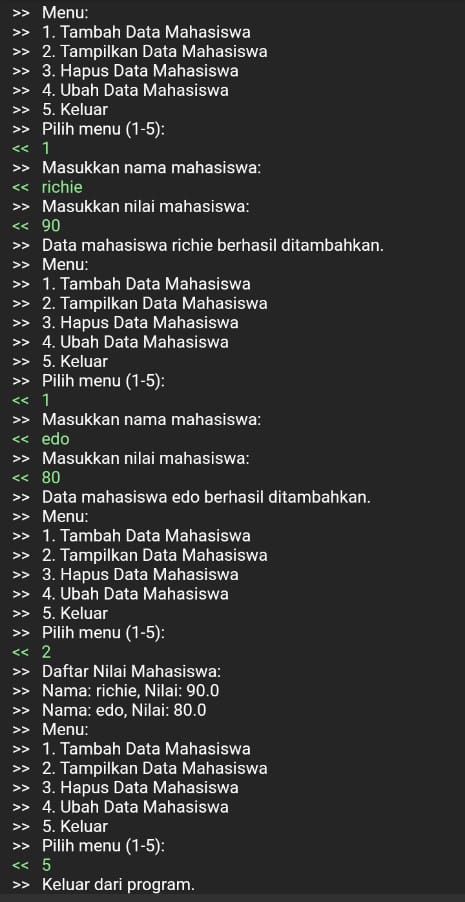 >> Menu:
>> 1. Tambah Data Mahasiswa
>> 2. Tampilkan Data Mahasiswa
>> 3. Hapus Data Mahasiswa
>> 4. Ubah Data Mahasiswa
>> 5. Keluar
>> Pilih menu (1-5):
<< 1
>> Masukkan nama mahasiswa:
<< richie
>> Masukkan nilai mahasiswa:
<< 90
>> Data mahasiswa richie berhasil ditambahkan.
>> Menu:
>> 1. Tambah Data Mahasiswa
>> 2. Tampilkan Data Mahasiswa
>> 3. Hapus Data Mahasiswa
>> 4. Ubah Data Mahasiswa
>> 5. Keluar
>> Pilih menu (1-5):
<< 1
>> Masukkan nama mahasiswa:
<< edo
>> Masukkan nilai mahasiswa:
<< 80
>> Data mahasiswa edo berhasil ditambahkan.
>> Menu:
>> 1. Tambah Data Mahasiswa
>> 2. Tampilkan Data Mahasiswa
>> 3. Hapus Data Mahasiswa
>> 4. Ubah Data Mahasiswa
>> 5. Keluar
>> Pilih menu (1-5):
<< 2
>> Daftar Nilai Mahasiswa:
>> Nama: richie, Nilai: 90.0
>> Nama: edo, Nilai: 80.0
>> Menu:
>> 1. Tambah Data Mahasiswa
>> 2. Tampilkan Data Mahasiswa
>> 3. Hapus Data Mahasiswa
>> 4. Ubah Data Mahasiswa
>> 5. Keluar
>> Pilih menu (1-5):
<< 5
>> Keluar dari program.